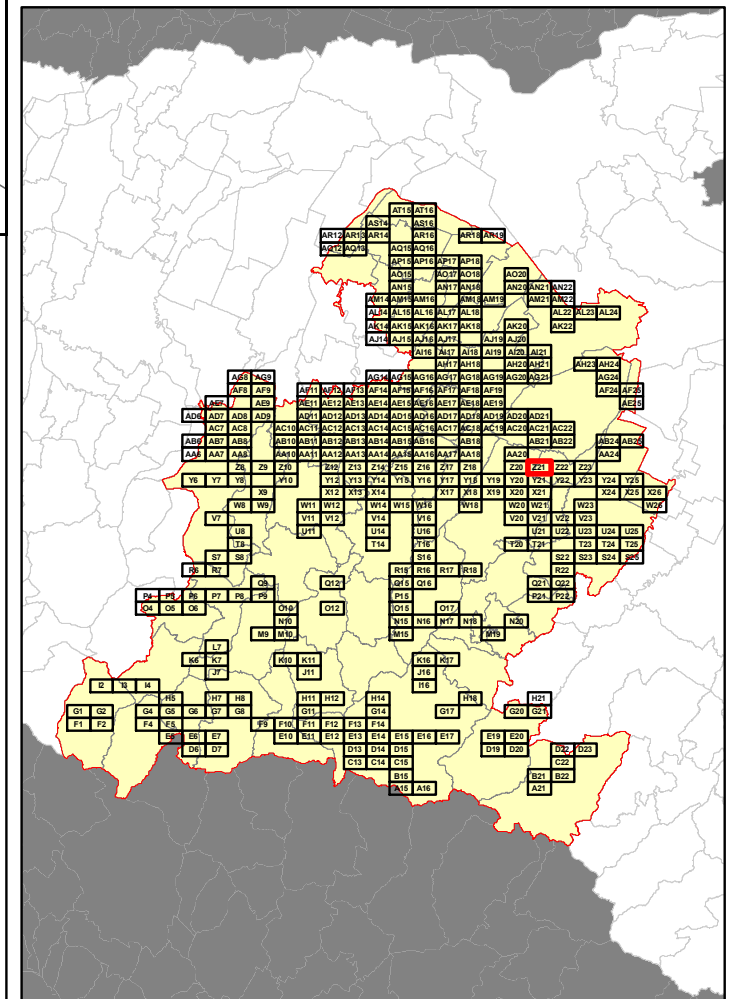 AT15 AT16
AS14 AS16
AR12 AR13 AR14 AR16 AR18 AR19
AQ12 AQ13 AQ15 AQ16
AP15 AP16 AP17 AP18
AO15 AO17 AO18 AO20
AN15 AN17 AN18 AN20 AN21 AN22
AM14 AM15 AM16 AM18 AM19 AM21 AM22
AL14 AL15 AL16 AL17 AL18 AL22 AL23 AL24
AK14 AK15 AK16 AK17 AK18 AK20 AK22
AJ14 AJ15 AJ16 AJ17 AJ19 AJ20
AI16 AI17 AI18 AI19 AI20 AI21
AH17 AH18 AH20 AH21 AH23 AH24
AG8 AG9 AG14 AG15 AG16 AG17 AG18 AG19 AG20 AG21 AG24
AF8 AF9 AF11 AF12 AF13 AF14 AF15 AF16 AF17 AF18 AF19 AF24 AF25
AE7 AE9 AE11 AE12 AE13 AE14 AE15 AE16 AE17 AE18 AE19 AE25
AD6 AD7 AD8 AD9 AD11 AD12 AD13 AD14 AD15 AD16 AD17 AD18 AD19 AD20 AD21
AC7 AC8 AC10 AC11 AC12 AC13 AC14 AC15 AC16 AC17 AC18 AC19 AC20 AC21 AC22
AB6 AB7 AB8 AB10 AB11 AB12 AB13 AB14 AB15 AB16 AB17 AB18 AB21 AB22 AB24 AB25
AA6 AA7 AA8 AA10 AA11 AA12 AA13 AA14 AA15 AA16 AA17 AA18 AA20 AA24
Z8 Z9 Z10 Z12 Z13 Z14 Z15 Z16 Z17 Z18 Z20 Z21 Z22 Z23
Y6 Y7 Y8 Y10 Y12 Y13 Y14 Y15 Y16 Y17 Y18 Y19 Y20 Y21 Y22 Y23 Y24 Y25
X9 X12 X13 X14 X17 X18 X19 X20 X21 X24 X25 X26
W8 W9 W11 W12 W14 W15 W16 W18 W20 W21 W23 W26
V7 V11 V12 V14 V16 V20 V21 V22 V23
U8 U11 U14 U16 U21 U22 U23 U24 U25
T8 T14 T16 T20 T21 T23 T24 T25
S7 S8 S16 S22 S23 S24 S25
R6 R7 R15 R16 R17 R18 R22
Q9 Q12 Q15 Q16 Q21 Q22
P4 P5 P6 P7 P8 P9 P15 P21 P22
O4 O5 O6 O10 O12 O15 O17
N10 N15 N16 N17 N18 N20
M9 M10 M15 M19
L7
K6 K7 K10 K11 K16 K17
J7 J11 J16
I2 I3 I4 I16
H5 H7 H8 H11 H12 H14 H18 H21
G1 G2 G4 G5 G6 G7 G8 G11 G14 G17 G20 G21
F1 F2 F4 F5 F9 F10 F11 F12 F13 F14
E5 E6 E7 E10 E11 E12 E13 E14 E15 E16 E17 E19 E20
D6 D7 D13 D14 D15 D19 D20 D22 D23
C13 C14 C15 C22
B15 B21 B22
A15 A16 A21